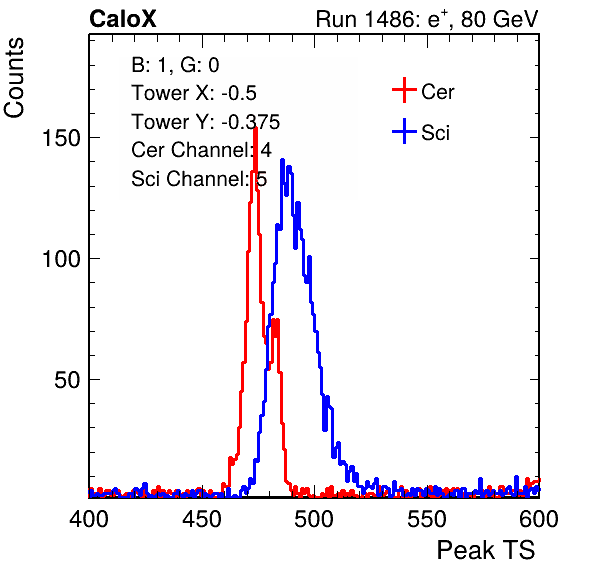 CaloX
Run 1486: e+, 80 GeV
Counts
B: 1, G: 0
Tower X: -0.5
Tower Y: -0.375
Cer Channel: 4
Sci Channel: 5
Cer
Sci
150
100
50
400 450 500 550 600
Peak TS